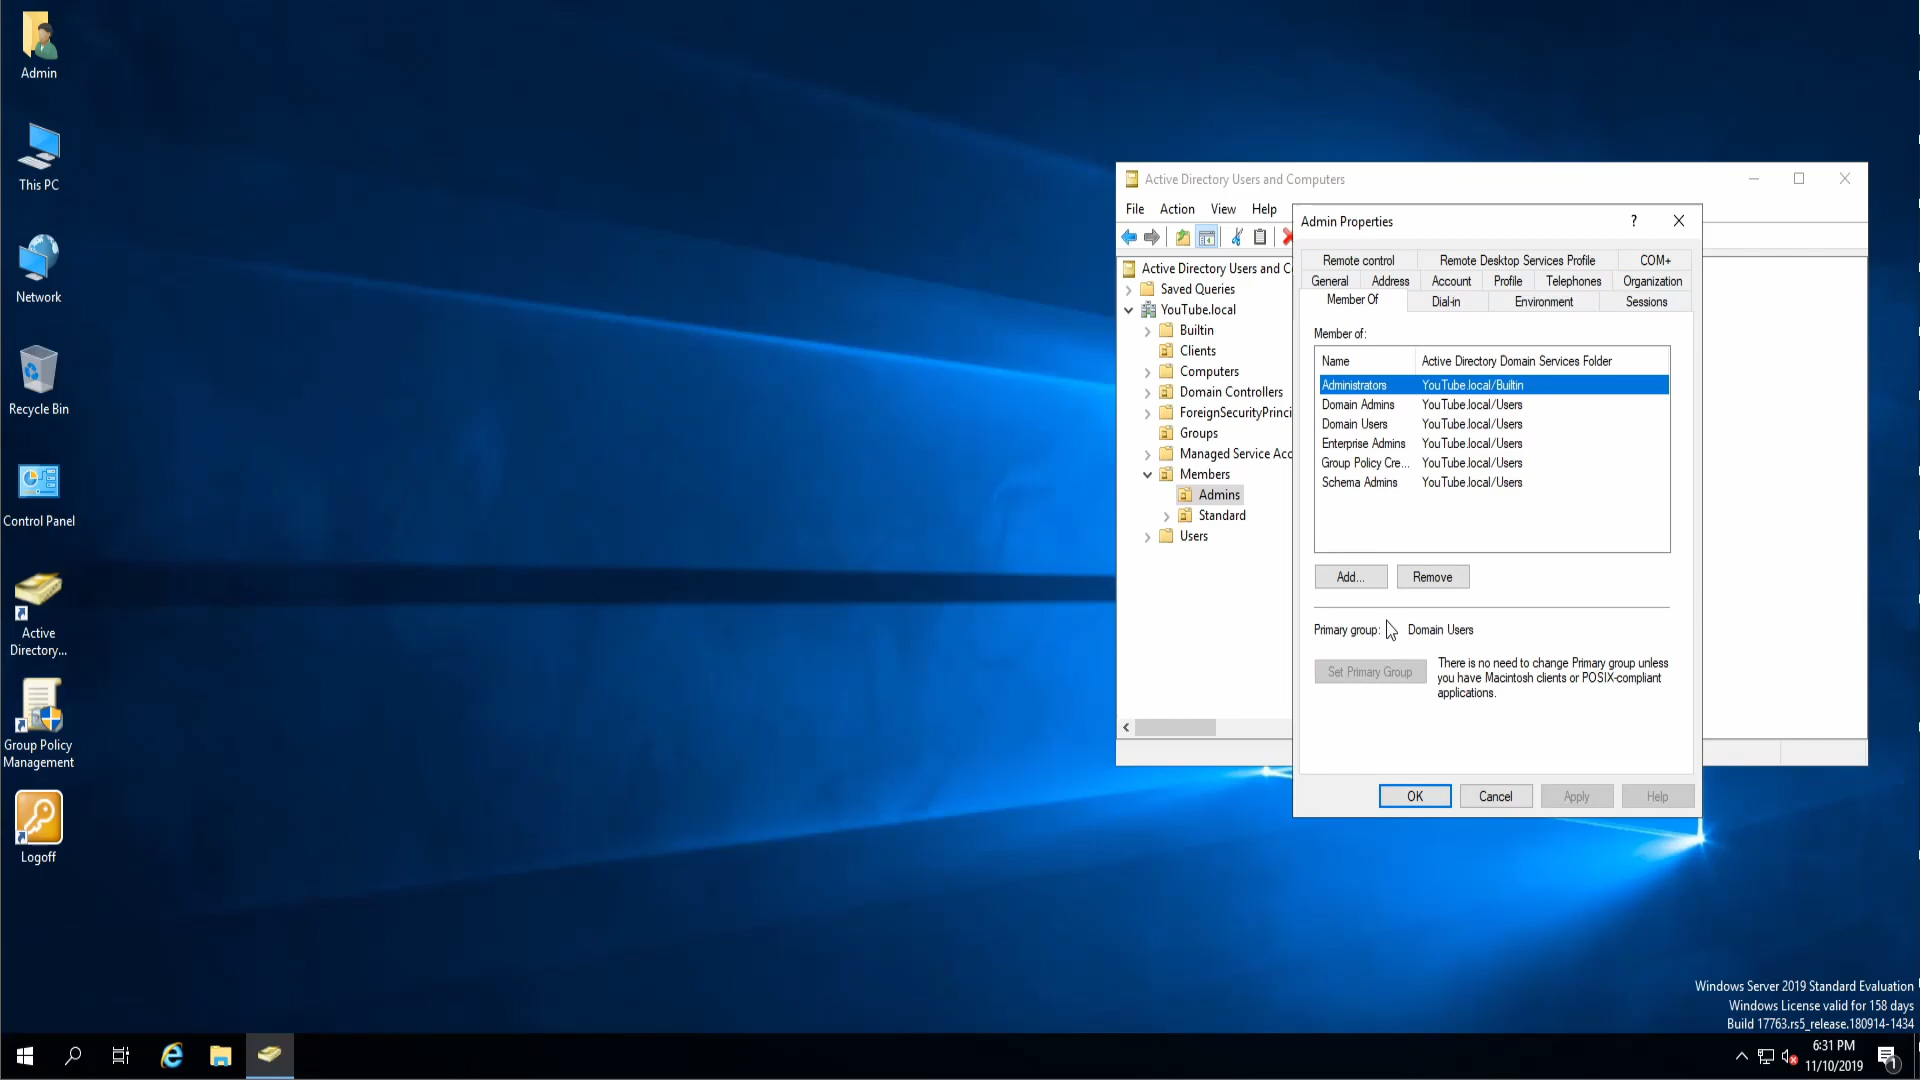 Admin
This PC
Network
Recycle Bin
Control Panel
Active
Directory...
Group Policy
Management
Logoff
Active Directory Users and Computers
File Action View Help
Active Directory Users and C
Saved Queries
YouTube.local
Builtin
Clients
Computers
Domain Controllers
ForeignSecurityPrinci
Groups
Managed Service Acc
Members
Admins
Standard
Users
Admin Properties
?
Remote control Remote Desktop Services Profile COM+
General Address Account Profile Telephones Organization
Member Of Dial-in Environment Sessions
Member of:
Name Active Directory Domain Services Folder
Administrators YouTube.local/Builtin
Domain Admins YouTube.local/Users
Domain Users YouTube.local/Users
Enterprise Admins YouTube.local/Users
Group Policy Cre... YouTube.local/Users
Schema Admins YouTube.local/Users
Add... Remove
Primary group: Domain Users
Set Primary Group
There is no need to change Primary group unless
you have Macintosh clients or POSIX-compliant
applications.
OK Cancel Apply Help
Windows Server 2019 Standard Evaluation
Windows License valid for 158 days
Build 17763.rs5_release.180914-1434
6:31 PM
11/10/2019
1